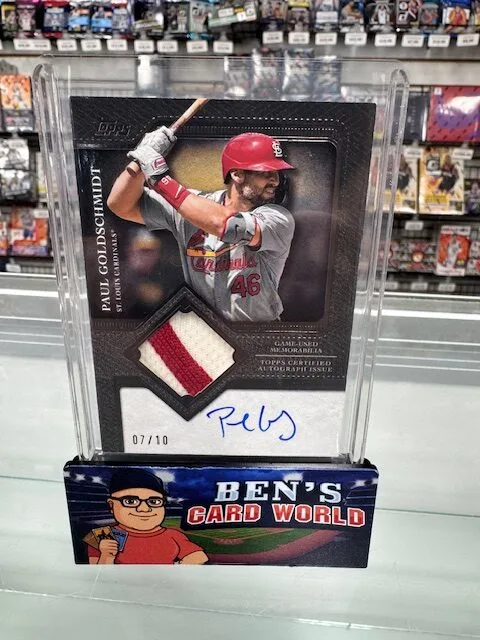 Topps
PAUL GOLDSCHMIDT
ST. LOUIS CARDINALS®
StL
Cardinals
46
GAME-USED
MEMORABILIA
TOPPS CERTIFIED
AUTOGRAPH ISSUE
07/10
BEN'S
CARD WORLD